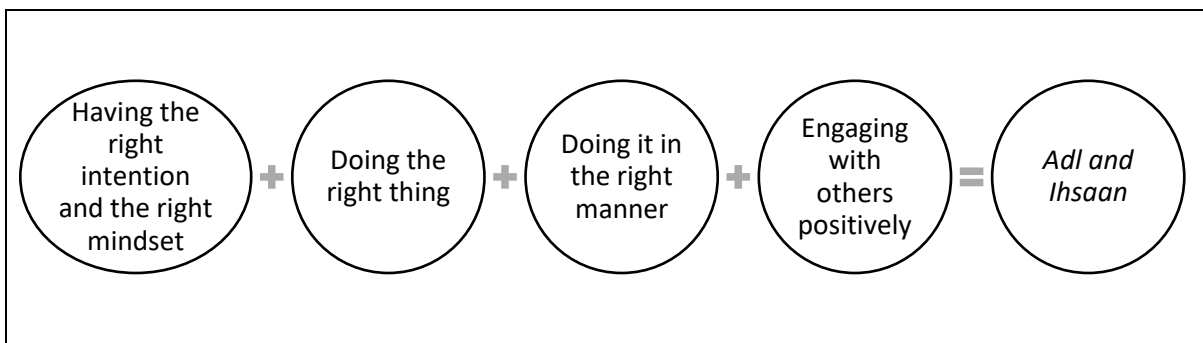 Having the
right
intention
and the right
mindset
+
Doing the
right thing
+
Doing it in
the right
manner
+
Engaging
with
others
positively
=
Adl and
Ihsaan